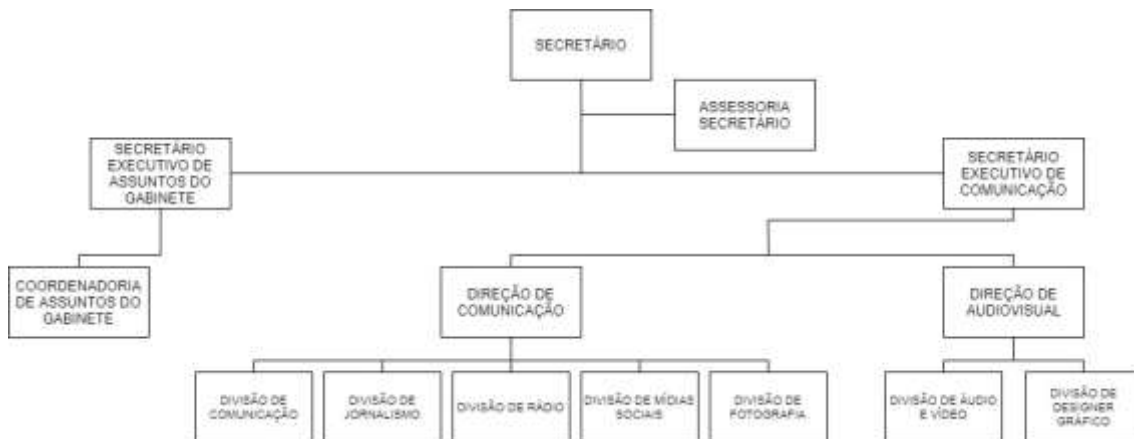 SECRETÁRIO
ASSESSORIA
SECRETÁRIO
SECRETÁRIO
EXECUTIVO DE
ASSUNTOS DO
GABINETE
SECRETÁRIO
EXECUTIVO DE
COMUNICAÇÃO
COORDENADORIA
DE ASSUNTOS DO
GABINETE
DIREÇÃO DE
COMUNICAÇÃO
DIREÇÃO DE
AUDIOVISUAL
DIVISÃO DE
COMUNICAÇÃO
DIVISÃO DE
JORNALISMO
DIVISÃO DE RÁDIO
DIVISÃO DE MÍDIAS
SOCIAIS
DIVISÃO DE
FOTOGRAFIA
DIVISÃO DE ÁUDIO
E VÍDEO
DIVISÃO DE
DESIGNER
GRÁFICO